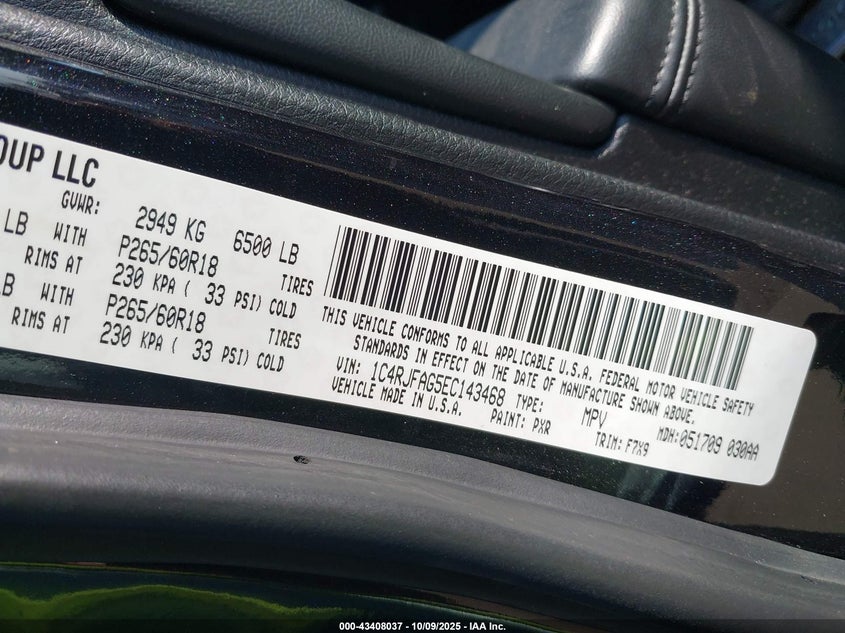 OUP LLC
GVWR: 2949 KG 6500 LB
LB WITH P265/60R18 TIRES
RIMS AT 230 KPA ( 33 PSI) COLD
LB WITH P265/60R18 TIRES
RIMS AT 230 KPA ( 33 PSI) COLD
THIS VEHICLE CONFORMS TO ALL APPLICABLE U.S.A. FEDERAL MOTOR VEHICLE SAFETY
STANDARDS IN EFFECT ON THE DATE OF MANUFACTURE SHOWN ABOVE.
VIN: 1C4RJFAG5EC143468 TYPE: MPV MDH:051709 030AA
VEHICLE MADE IN U.S.A. PAINT: PXR TRIM: F7X9
000-43408037 - 10/09/2025 - IAA Inc.